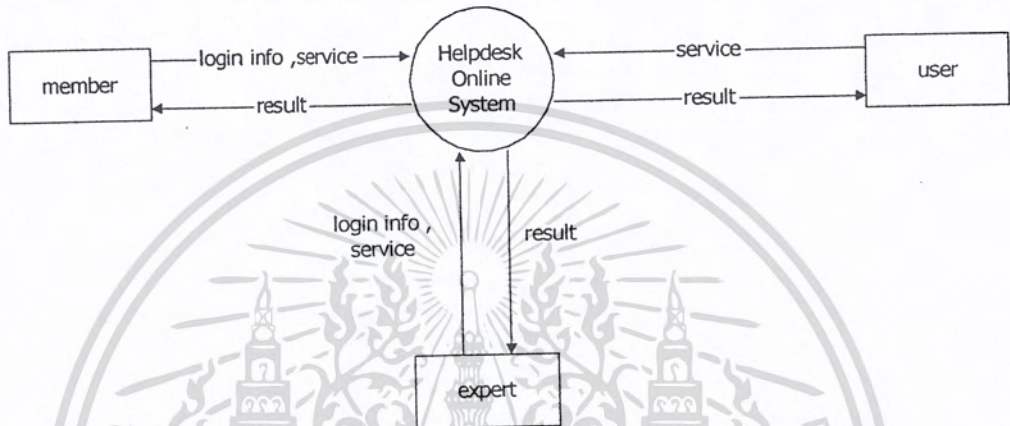 member
login info ,service
result
Helpdesk
Online
System
service
result
user
login info ,
service
result
expert